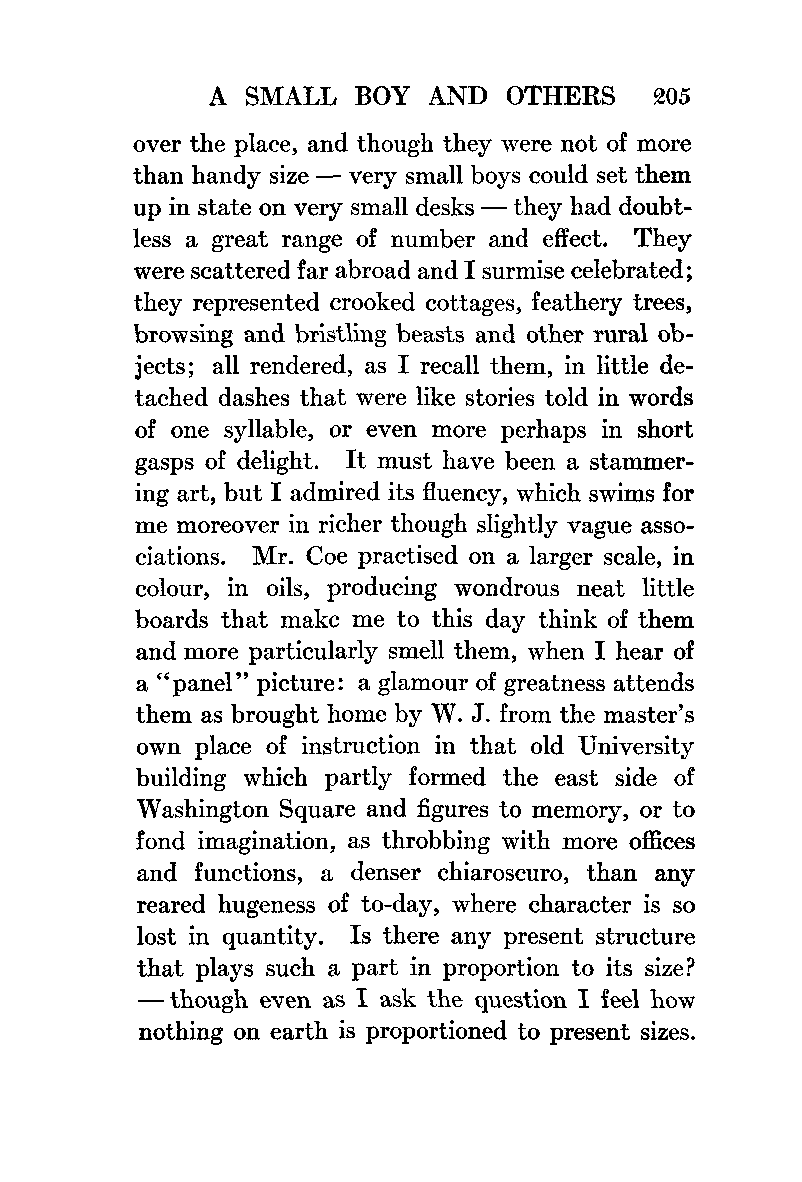 A SMALL BOY AND OTHERS 205
over the place, and though they were not of more
than handy size — very small boys could set them
up in state on very small desks — they had doubt-
less a great range of number and effect. They
were scattered far abroad and I surmise celebrated;
they represented crooked cottages, feathery trees,
browsing and bristling beasts and other rural ob-
jects; all rendered, as I recall them, in little de-
tached dashes that were like stories told in words
of one syllable, or even more perhaps in short
gasps of delight. It must have been a stammer-
ing art, but I admired its fluency, which swims for
me moreover in richer though slightly vague asso-
ciations. Mr. Coe practised on a larger scale, in
colour, in oils, producing wondrous neat little
boards that make me to this day think of them
and more particularly smell them, when I hear of
a "panel" picture: a glamour of greatness attends
them as brought home by W. J. from the master's
own place of instruction in that old University
building which partly formed the east side of
Washington Square and figures to memory, or to
fond imagination, as throbbing with more offices
and functions, a denser chiaroscuro, than any
reared hugeness of to-day, where character is so
lost in quantity. Is there any present structure
that plays such a part in proportion to its size?
— though even as I ask the question I feel how
nothing on earth is proportioned to present sizes.